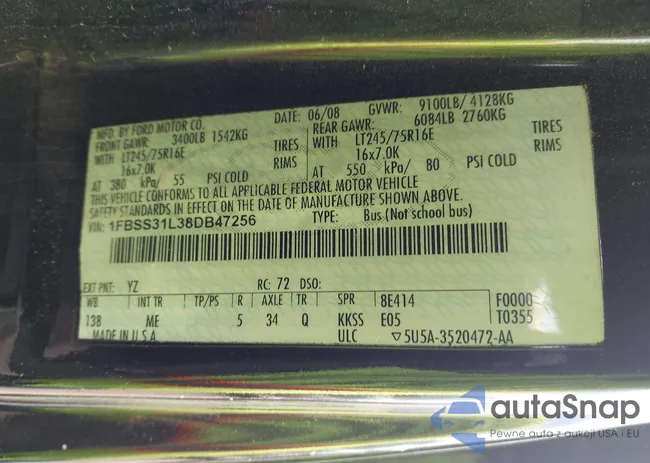 MFD. BY FORD MOTOR CO. DATE: 06/08 GVWR: 9100LB/ 4128KG
FRONT GAWR: 3400LB 1542KG REAR GAWR: 6084LB 2760KG
WITH LT245/75R16E TIRES WITH LT245/75R16E TIRES
16x7.0K RIMS 16x7.0K RIMS
AT 380 kPa/ 55 PSI COLD AT 550 kPa/ 80 PSI COLD
THIS VEHICLE CONFORMS TO ALL APPLICABLE FEDERAL MOTOR VEHICLE
SAFETY STANDARDS IN EFFECT ON THE DATE OF MANUFACTURE SHOWN ABOVE.
VIN: 1FBSS31L38DB47256 TYPE: Bus (Not school bus)
EXT PNT: YZ RC: 72 DSO:
WB INT TR TP/PS R AXLE TR SPR 8E414 F0000
138 ME 5 34 Q KKSS E05 T0355
MADE IN U.S.A. ULC ▽5U5A-3520472-AA
autaSnap
Pewne auta z aukcji USA i EU